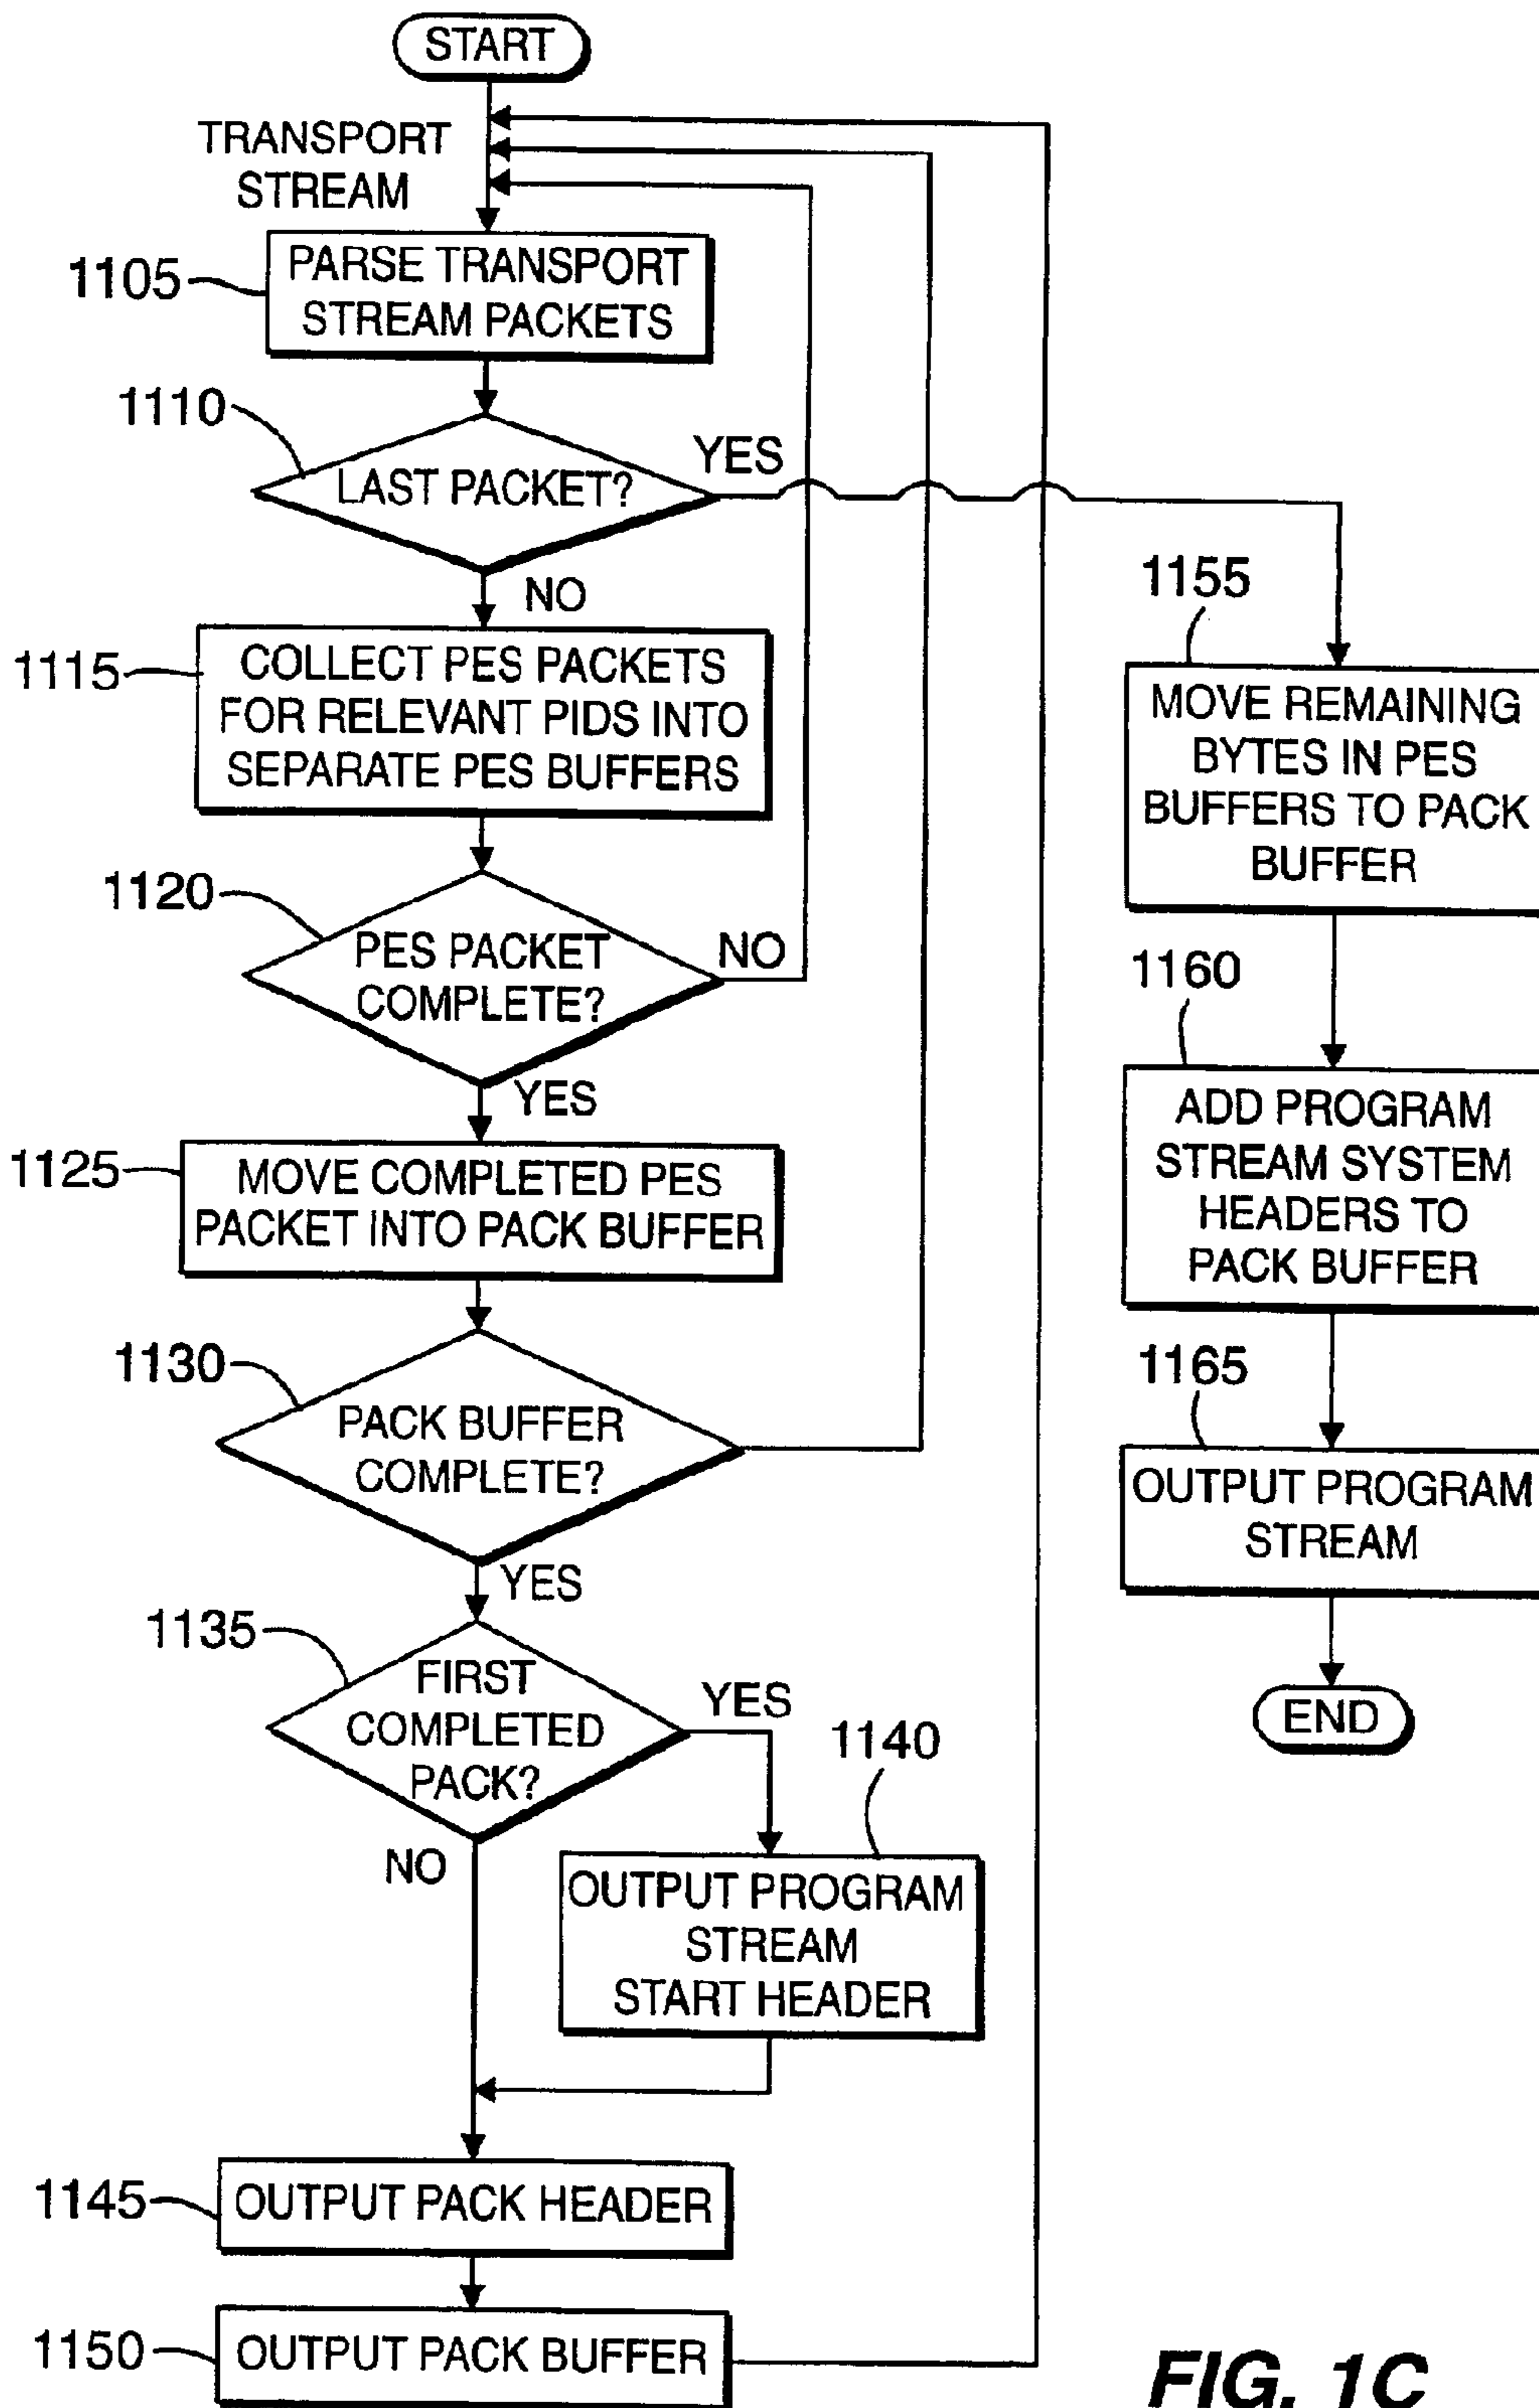 START
TRANSPORT
STREAM
1105
PARSE TRANSPORT
STREAM PACKETS
1110
LAST PACKET?
YES
NO
1115
COLLECT PES PACKETS
FOR RELEVANT PIDS INTO
SEPARATE PES BUFFERS
1120
PES PACKET
COMPLETE?
NO
YES
1125
MOVE COMPLETED PES
PACKET INTO PACK BUFFER
1130
PACK BUFFER
COMPLETE?
YES
1135
FIRST
COMPLETED
PACK?
YES
NO
1140
OUTPUT PROGRAM
STREAM
START HEADER
1145
OUTPUT PACK HEADER
1150
OUTPUT PACK BUFFER
1155
MOVE REMAINING
BYTES IN PES
BUFFERS TO PACK
BUFFER
1160
ADD PROGRAM
STREAM SYSTEM
HEADERS TO
PACK BUFFER
1165
OUTPUT PROGRAM
STREAM
END
FIG. 1C